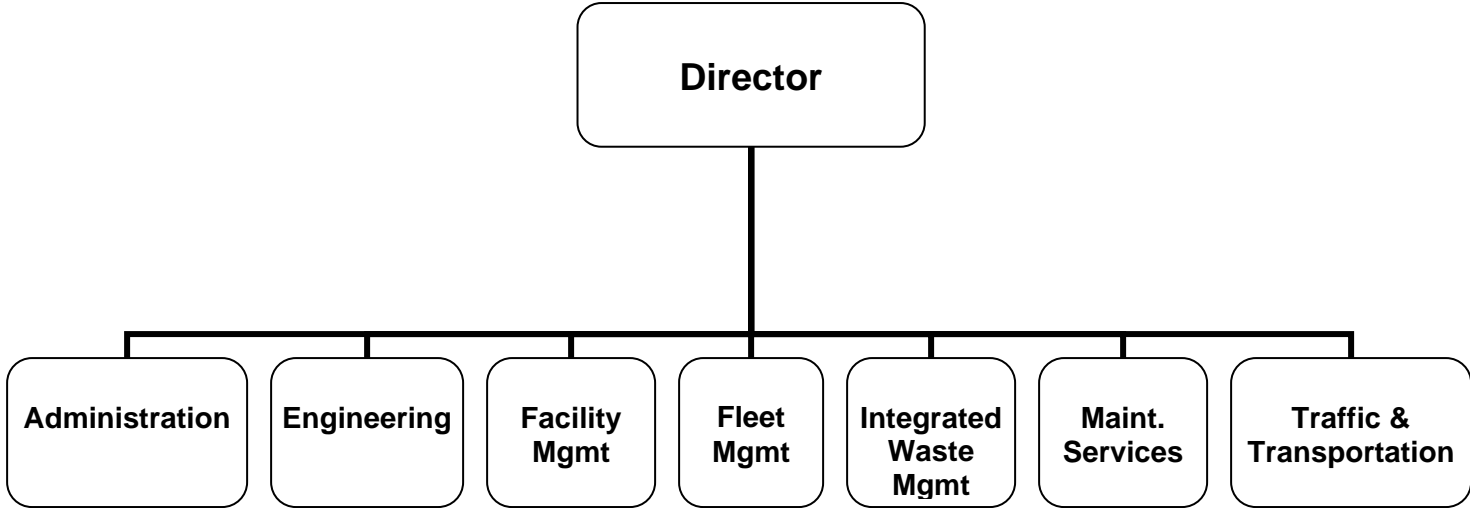 Director
Administration
Engineering
Facility
Mgmt
Fleet
Mgmt
Integrated
Waste
Mgmt
Maint.
Services
Traffic &
Transportation